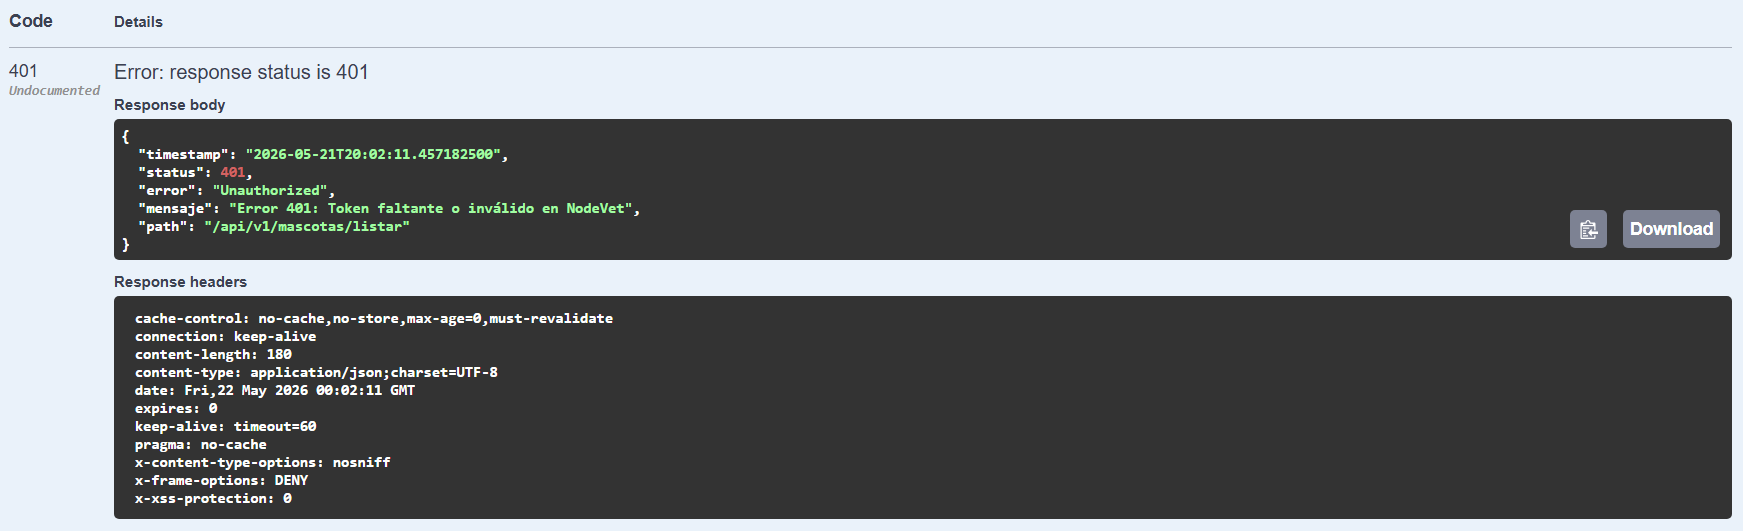 Code Details
401 Error: response status is 401
Undocumented
Response body
{
  "timestamp": "2026-05-21T20:02:11.457182500",
  "status": 401,
  "error": "Unauthorized",
  "mensaje": "Error 401: Token faltante o inválido en NodeVet",
  "path": "/api/v1/mascotas/listar"
}
Download
Response headers
cache-control: no-cache,no-store,max-age=0,must-revalidate
connection: keep-alive
content-length: 180
content-type: application/json;charset=UTF-8
date: Fri,22 May 2026 00:02:11 GMT
expires: 0
keep-alive: timeout=60
pragma: no-cache
x-content-type-options: nosniff
x-frame-options: DENY
x-xss-protection: 0